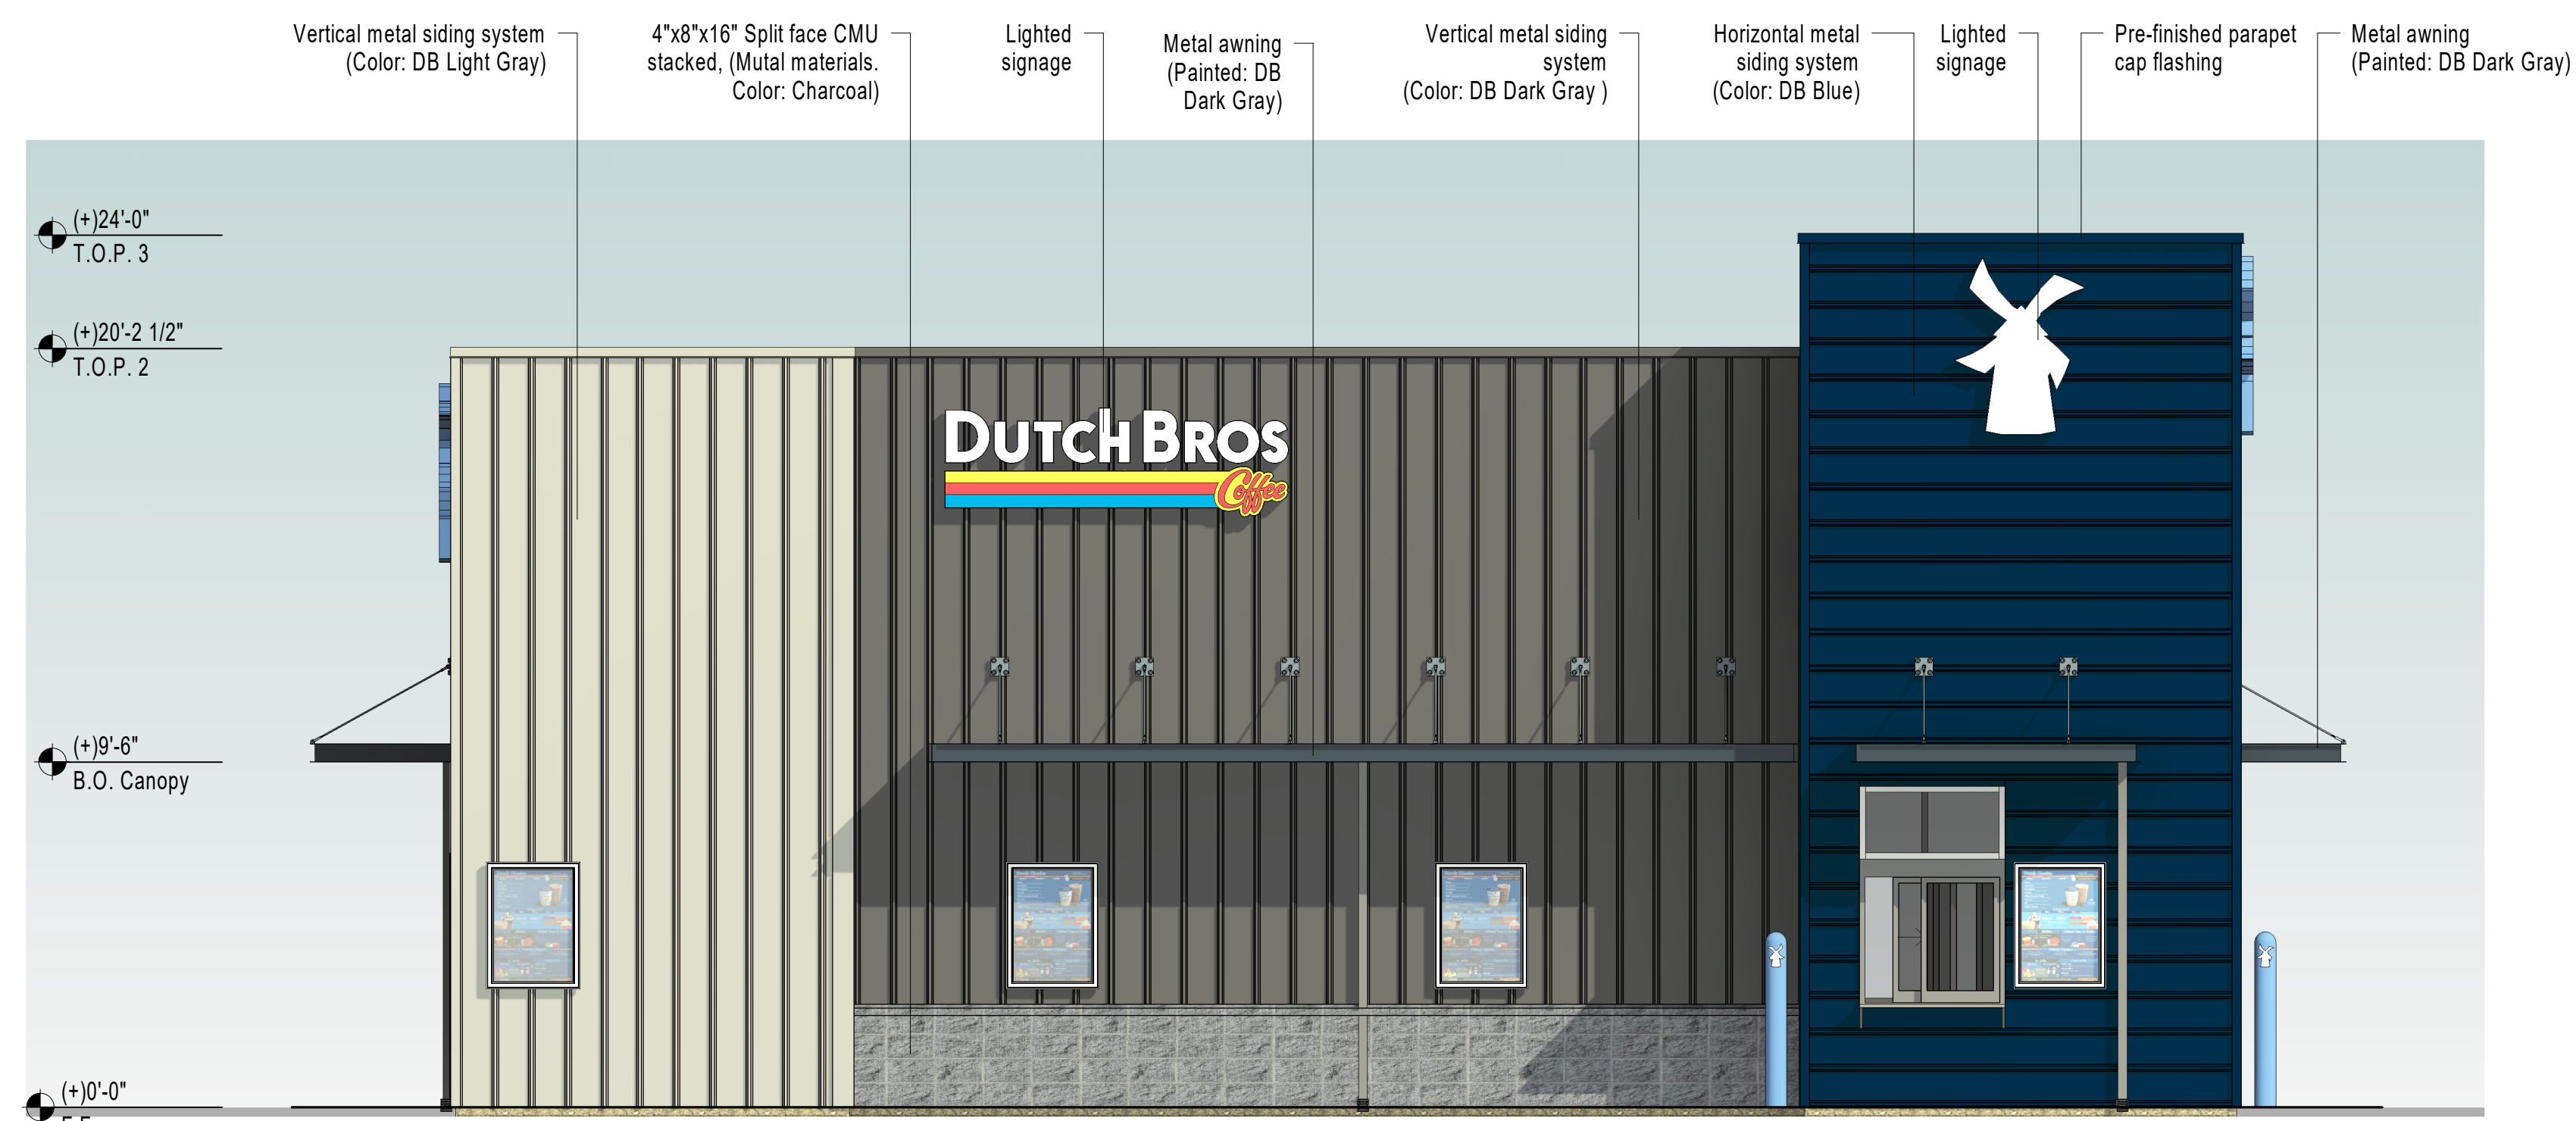 Vertical metal siding system
(Color: DB Light Gray)
4"x8"x16" Split face CMU
stacked, (Mutal materials.
Color: Charcoal)
Lighted
signage
Metal awning
(Painted: DB
Dark Gray)
Vertical metal siding
system
(Color: DB Dark Gray )
Horizontal metal
siding system
(Color: DB Blue)
Lighted
signage
Pre-finished parapet
cap flashing
Metal awning
(Painted: DB Dark Gray)
(+)24'-0"
T.O.P. 3
(+)20'-2 1/2"
T.O.P. 2
DUTCH BROS
Coffee
(+)9'-6"
B.O. Canopy
(+)0'-0"